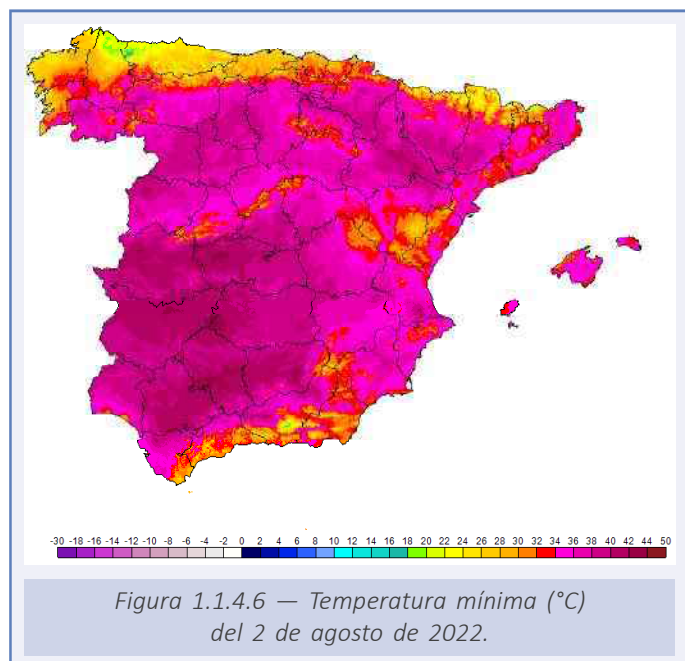 -30 -18 -16 -14 -12 -10 -8 -6 -4 -2 0 2 4 6 8 10 12 14 16 18 20 22 24 26 28 30 32 34 36 38 40 42 44 50
Figura 1.1.4.6 — Temperatura mínima (°C)
del 2 de agosto de 2022.